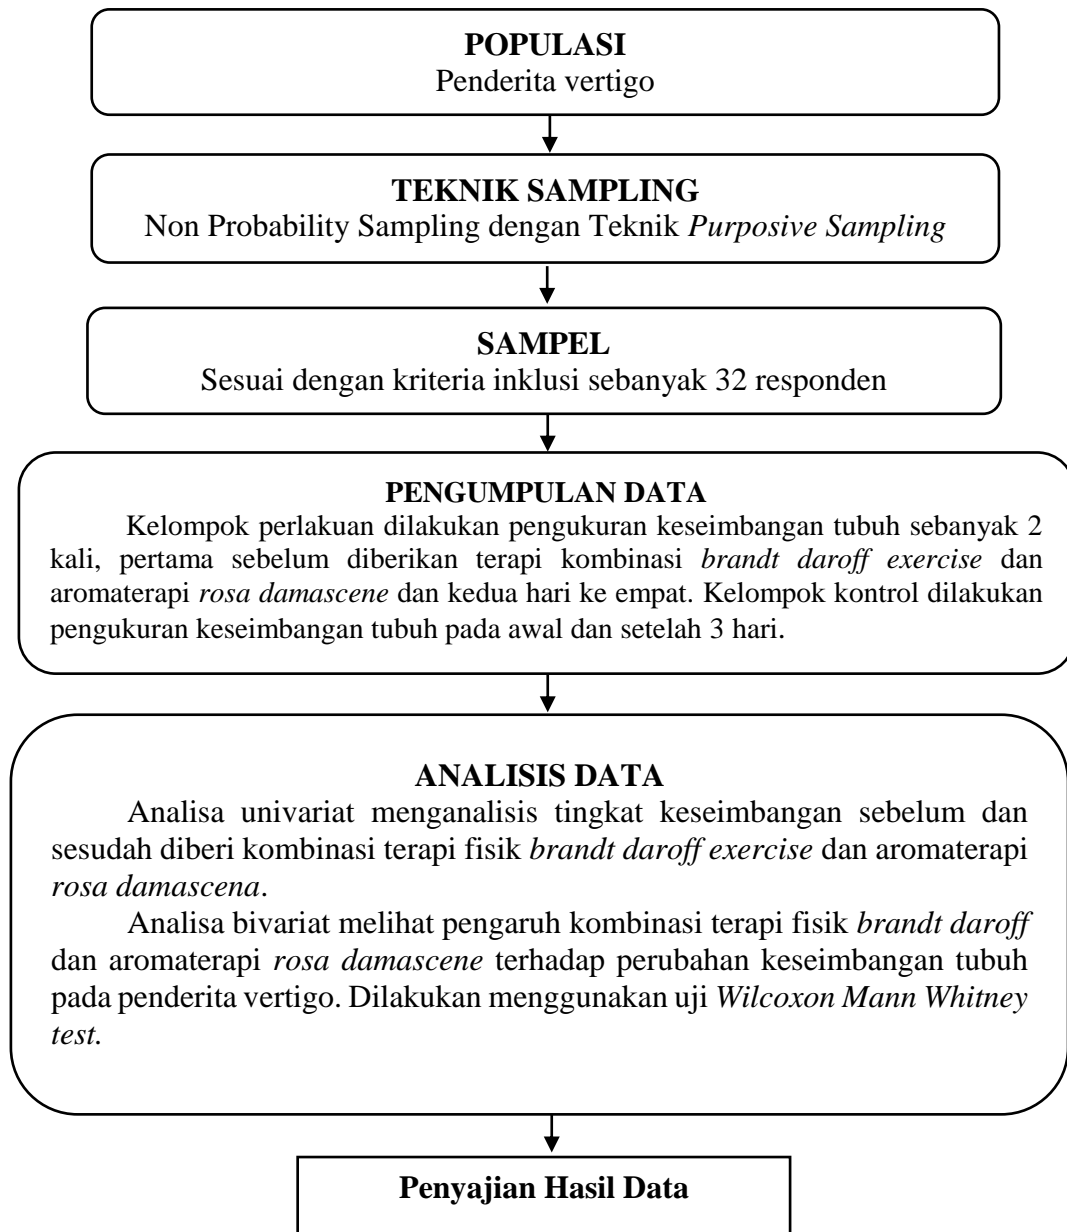 POPULASI
Penderita vertigo
TEKNIK SAMPLING
Non Probability Sampling dengan Teknik Purposive Sampling
SAMPEL
Sesuai dengan kriteria inklusi sebanyak 32 responden
PENGUMPULAN DATA
Kelompok perlakuan dilakukan pengukuran keseimbangan tubuh sebanyak 2
kali, pertama sebelum diberikan terapi kombinasi brandt daroff exercise dan
aromaterapi rosa damascene dan kedua hari ke empat. Kelompok kontrol dilakukan
pengukuran keseimbangan tubuh pada awal dan setelah 3 hari.
ANALISIS DATA
Analisa univariat menganalisis tingkat keseimbangan sebelum dan
sesudah diberi kombinasi terapi fisik brandt daroff exercise dan aromaterapi
rosa damascena.
Analisa bivariat melihat pengaruh kombinasi terapi fisik brandt daroff
dan aromaterapi rosa damascene terhadap perubahan keseimbangan tubuh
pada penderita vertigo. Dilakukan menggunakan uji Wilcoxon Mann Whitney
test.
Penyajian Hasil Data